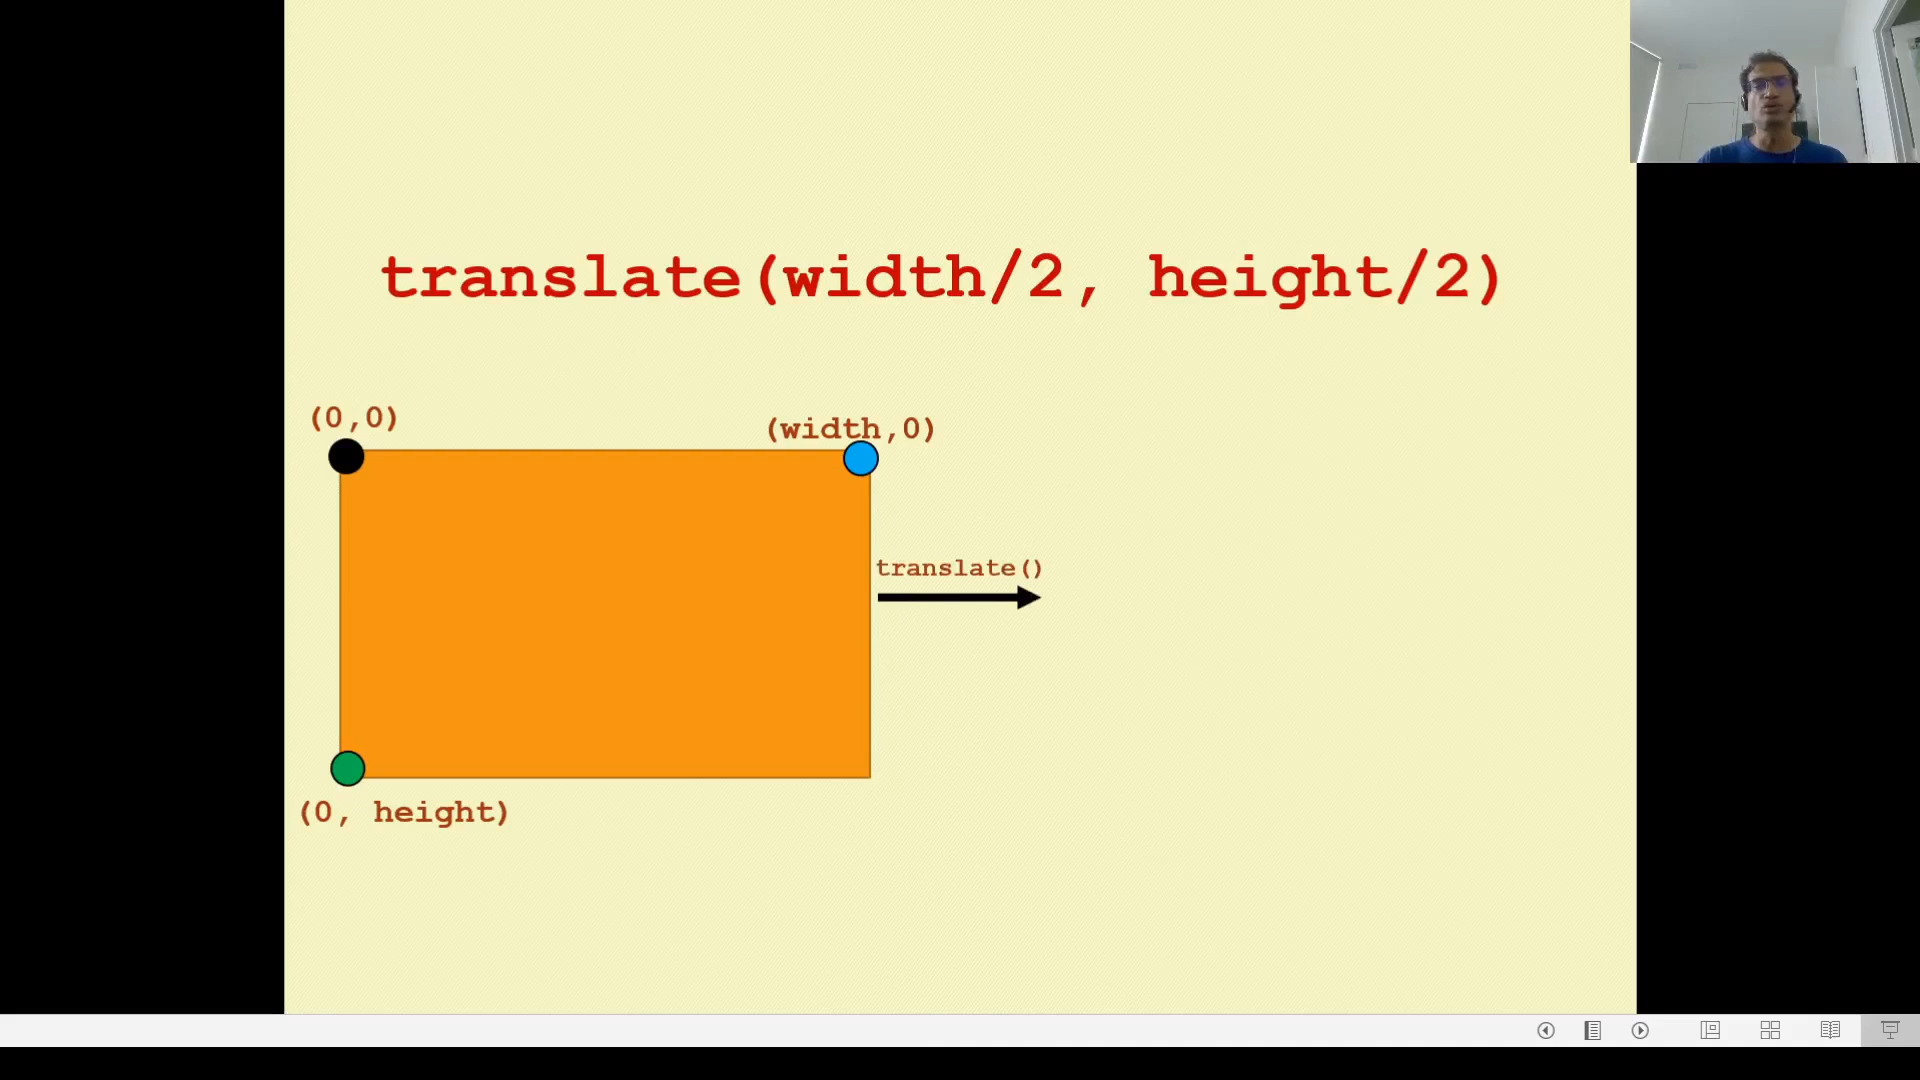 translate(width/2, height/2)
(0,0)
(width,0)
translate()
(0, height)